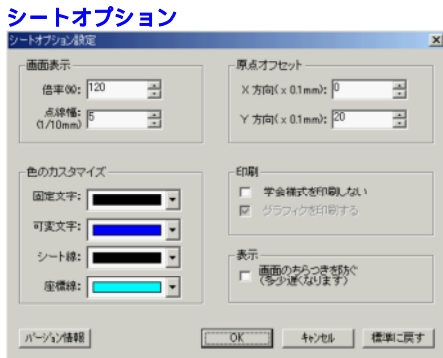 シートオプション
シートオプション設定
画面表示
倍率(%): 120
点線幅: 5
(1/10mm)
原点オフセット
X 方向(x 0.1mm): 0
Y 方向(x 0.1mm): 20
色のカスタマイズ
固定文字:
可変文字:
シート線:
座標線:
印刷
学会様式を印刷しない
グラフィクを印刷する
表示
画面のちらつきを防ぐ
(多少遅くなります)
バージョン情報
OK
キャンセル
標準に戻す